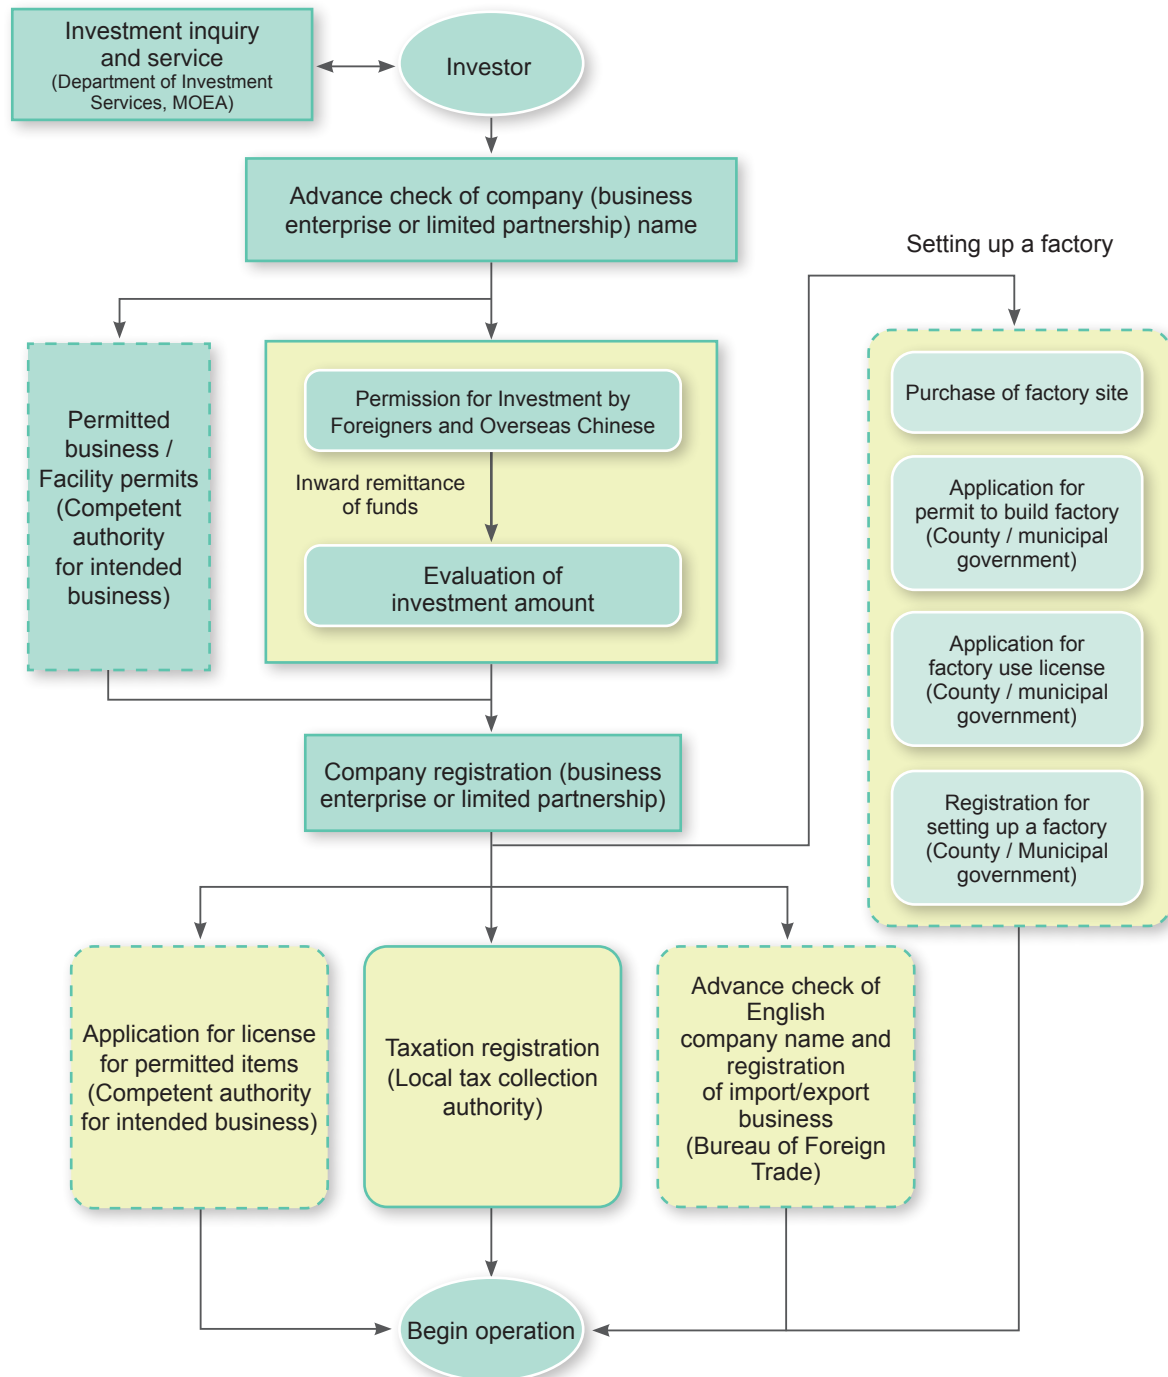 Investment inquiry
and service
(Department of Investment
Services, MOEA)
Investor
Advance check of company (business
enterprise or limited partnership) name
Setting up a factory
Permitted
business /
Facility permits
(Competent
authority
for intended
business)
Permission for Investment by
Foreigners and Overseas Chinese
Inward remittance
of funds
Evaluation of
investment amount
Purchase of factory site
Application for
permit to build factory
(County / municipal
government)
Application for
factory use license
(County / municipal
government)
Registration for
setting up a factory
(County / Municipal
government)
Company registration (business
enterprise or limited partnership)
Application for license
for permitted items
(Competent authority
for intended business)
Taxation registration
(Local tax collection
authority)
Advance check of
English
company name and
registration
of import/export
business
(Bureau of Foreign
Trade)
Begin operation